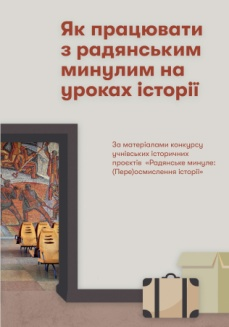 Як працювати
з радянським
минулим на
уроках історії
За матеріалами конкурсу
учнівських історичних
проєктів «Радянське минуле:
(Пере)осмислення історії»